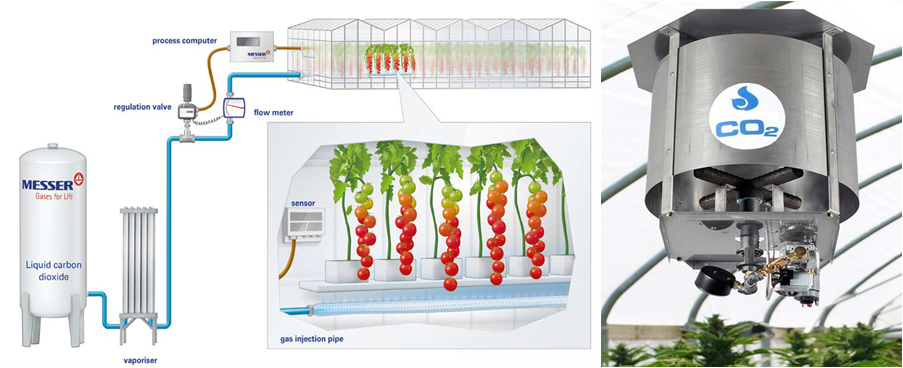 process computer
MESSER
regulation valve
flow meter
MESSER
Gases for Life
Liquid carbon
dioxide
sensor
vaporiser
gas injection pipe
CO2